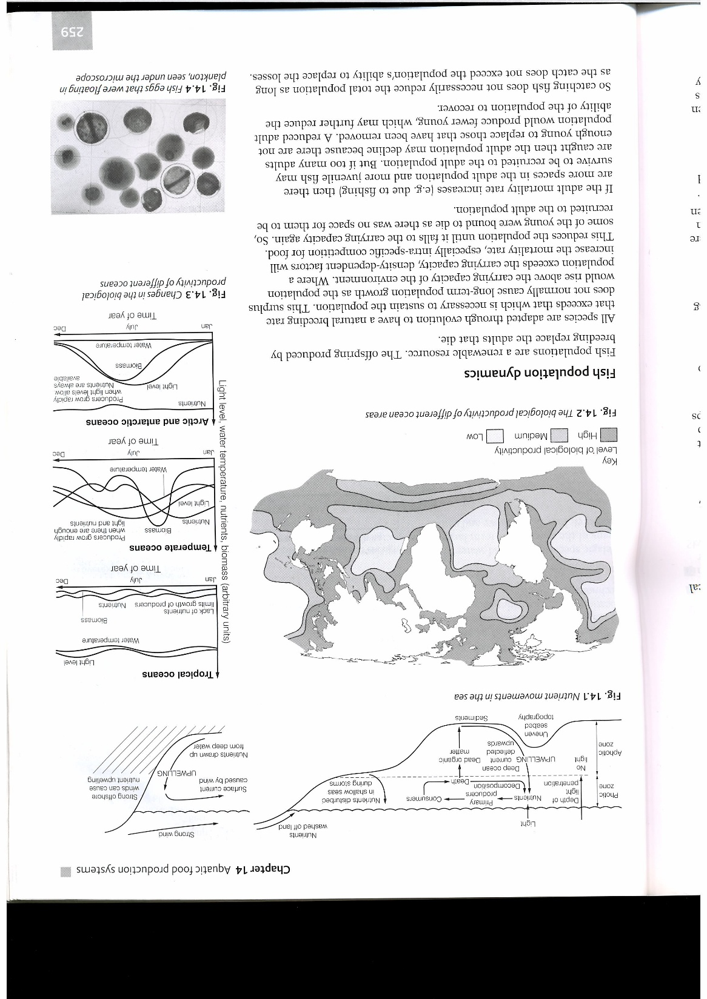 Chapter 14 Aquatic food production systems
Light
Nutrients
washed off land
Photic
zone
Aphotic
zone
Depth of
light
penetration
No
light
Nutrients
Primary
producers
Consumers
Decomposition
Death
Nutrients disturbed
in shallow seas
during storms
Deep ocean
UPWELLING current
deflected
upwards
Dead organic
matter
Uneven
seabed
topography
Sediments
Strong wind
Surface current
caused by wind
UPWELLING
Nutrients drawn up
from deep water
Strong offshore
winds can cause
nutrient upwelling
Fig. 14.1 Nutrient movements in the sea
Key
Level of biological productivity
High
Medium
Low
Fig. 14.2 The biological productivity of different ocean areas
Fish population dynamics
Fish populations are a renewable resource. The offspring produced by
breeding replace the adults that die.
All species are adapted through evolution to have a natural breeding rate
that exceeds that which is necessary to sustain the population. This surplus
does not normally cause long-term population growth as the population
would rise above the carrying capacity of the environment. Where a
population exceeds the carrying capacity, density-dependent factors will
increase the mortality rate, especially intra-specific competition for food.
This reduces the population until it falls to the carrying capacity again. So,
some of the young were bound to die as there was no space for them to be
recruited to the adult population.
If the adult mortality rate increases (e.g. due to fishing) then there
are more spaces in the adult population and more juvenile fish may
survive to be recruited to the adult population. But if too many adults
are caught then the adult population may decline because there are not
enough young to replace those that have been removed. A reduced adult
population would produce fewer young, which may further reduce the
ability of the population to recover.
So catching fish does not necessarily reduce the total population as long
as the catch does not exceed the population's ability to replace the losses.
Light level, water temperature, nutrients, biomass (arbitrary units)
Tropical oceans
Light level
Water temperature
Biomass
Lack of nutrients
limits growth of producers
Nutrients
Jan
July
Dec
Time of year
Temperate oceans
Nutrients
Biomass
Producers grow rapidly
when there are enough
light and nutrients
Light level
Water temperature
Jan
July
Dec
Time of year
Arctic and antarctic oceans
Nutrients
Producers grow rapidly
when light levels allow
Nutrients are always
available
Light level
Biomass
Water temperature
Jan
July
Dec
Time of year
Fig. 14.3 Changes in the biological
productivity of different oceans
Fig. 14.4 Fish eggs that were floating in
plankton, seen under the microscope
259